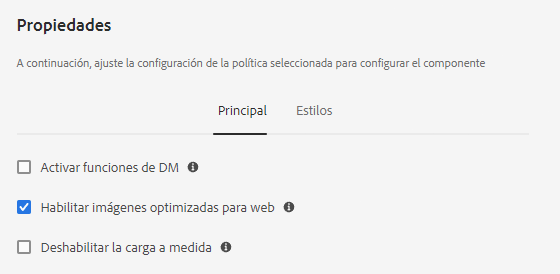 Propiedades
A continuación, ajuste la configuración de la política seleccionada para configurar el componente
Principal Estilos
Activar funciones de DM
Habilitar imágenes optimizadas para web
Deshabilitar la carga a medida